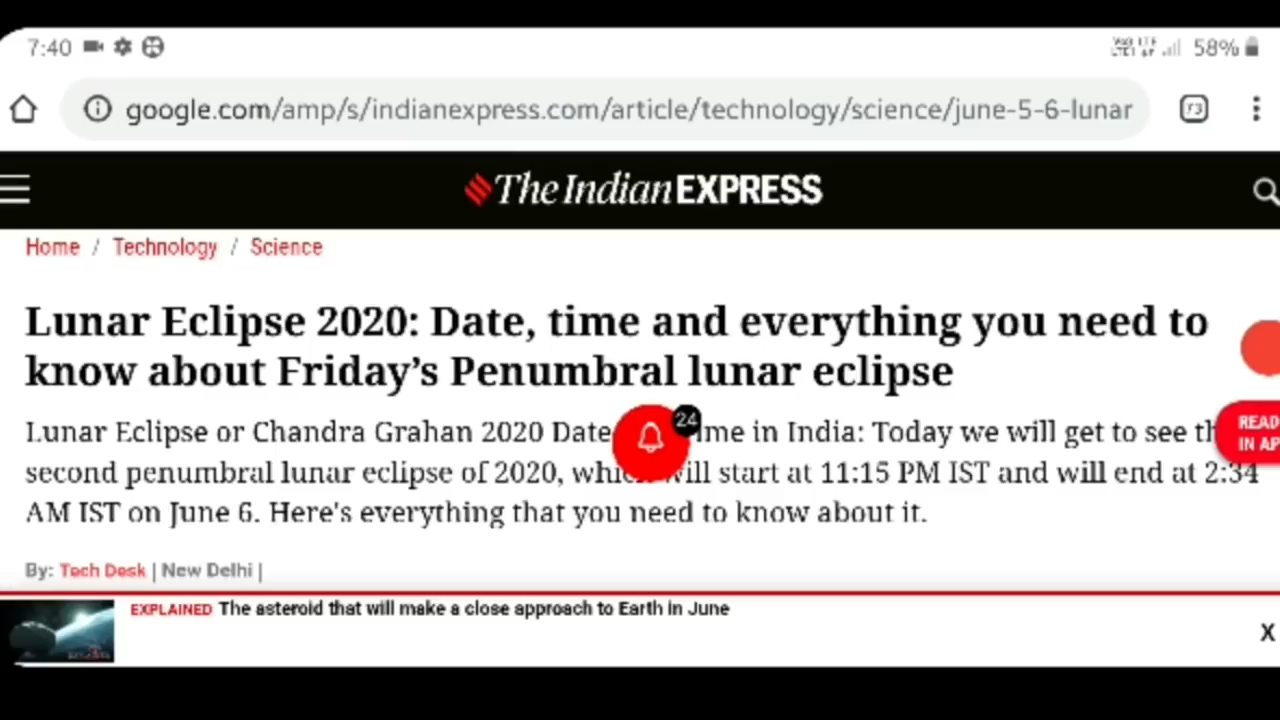 7:40
58%
google.com/amp/s/indianexpress.com/article/technology/science/june-5-6-lunar
The Indian EXPRESS
Home / Technology / Science
Lunar Eclipse 2020: Date, time and everything you need to
know about Friday's Penumbral lunar eclipse
24
Lunar Eclipse or Chandra Grahan 2020 Date in India: Today we will get to see
READ
IN AP
second penumbral lunar eclipse of 2020, will start at 11:15 PM IST and will end at 2:34
AM IST on June 6. Here's everything that you need to know about it.
By: Tech Desk | New Delhi |
EXPLAINED The asteroid that will make a close approach to Earth in June
X